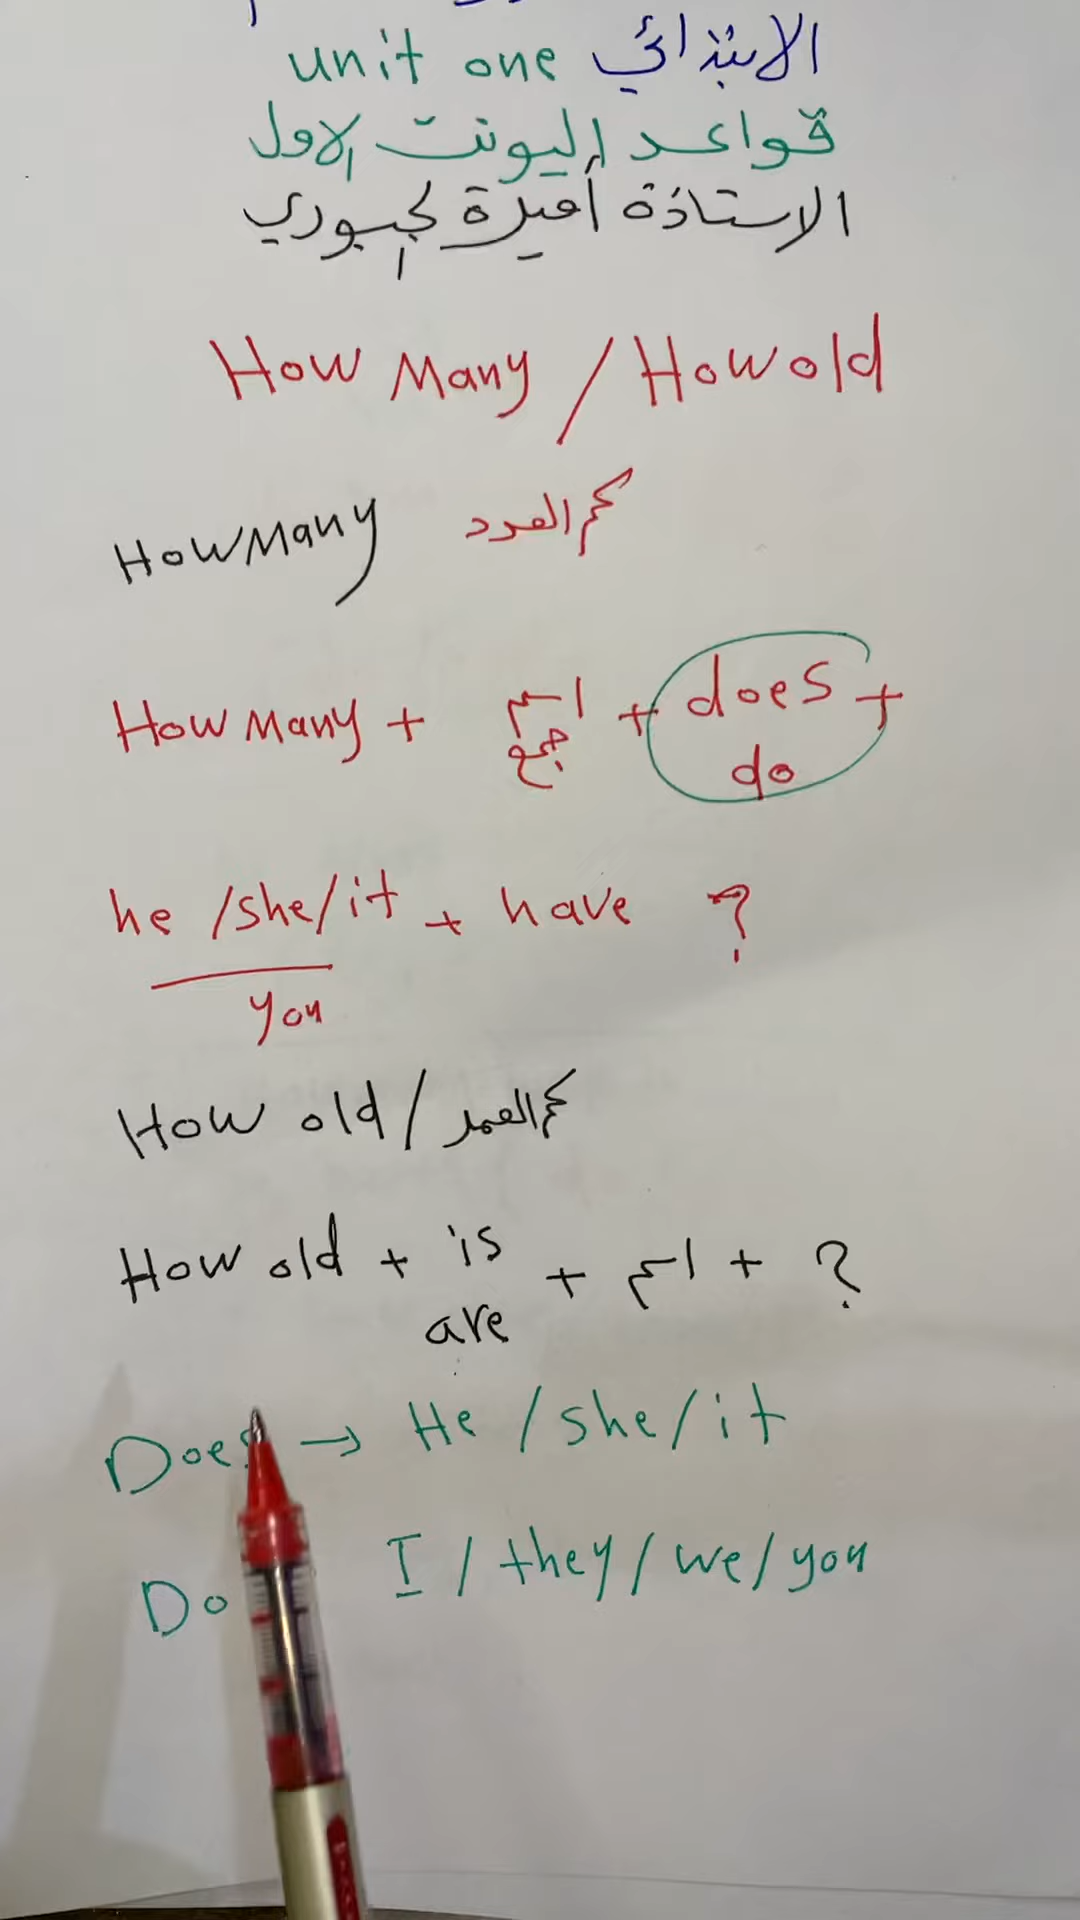 unit one الابتدائي
قواعد اليونت الاول
الاستاذة أميرة الجبوري
How Many / How old
How Many كم العدد
How Many + اسم جمع + does do +
he /she/it + have ?
you
How old / كم العمر
How old + is are + اسم + ?
Does → He /she/it
Do I / they / we / you